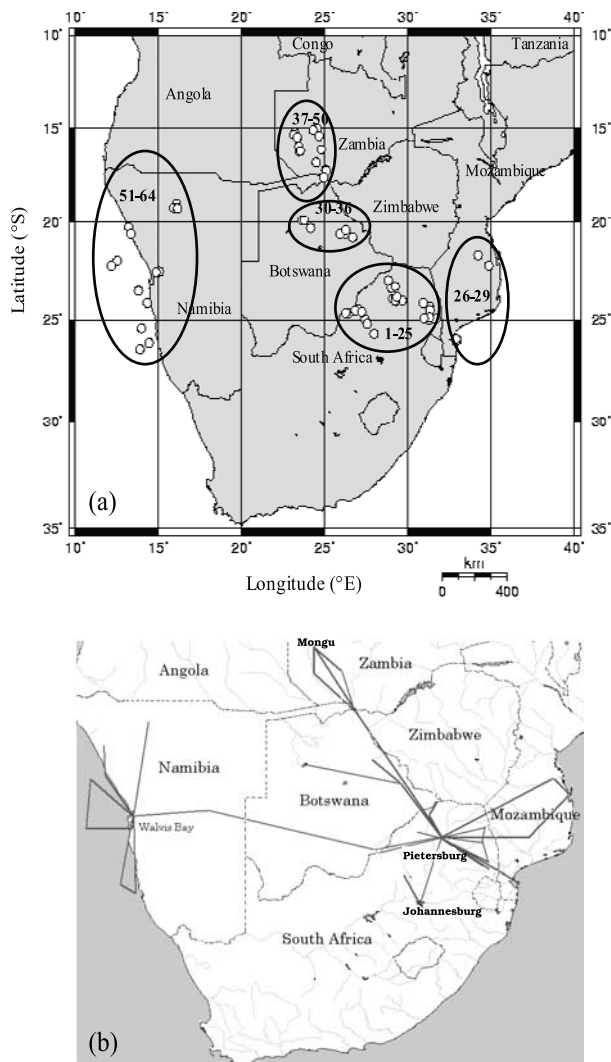 10˚ 15˚ 20˚ 25˚ 30˚ 35˚ 40˚
10˚ 10˚
Congo Tanzania
Angola
37-50
15˚ 15˚
Zambia
Mozambique
51-64
30-36 Zimbabwe
20˚ 20˚
Botswana
26-29
Namibia
25˚ 25˚
1-25
South Africa
30˚ 30˚
(a)
35˚ 35˚
10˚ 15˚ 20˚ 25˚ 30˚ 35˚ 40˚
Latitude (°S)
Longitude (°E)
km
0 400
Mongu
Angola Zambia
Zimbabwe
Namibia
Botswana
Mozambique
Walvis Bay
Pietersburg
Johannesburg
South Africa
(b)